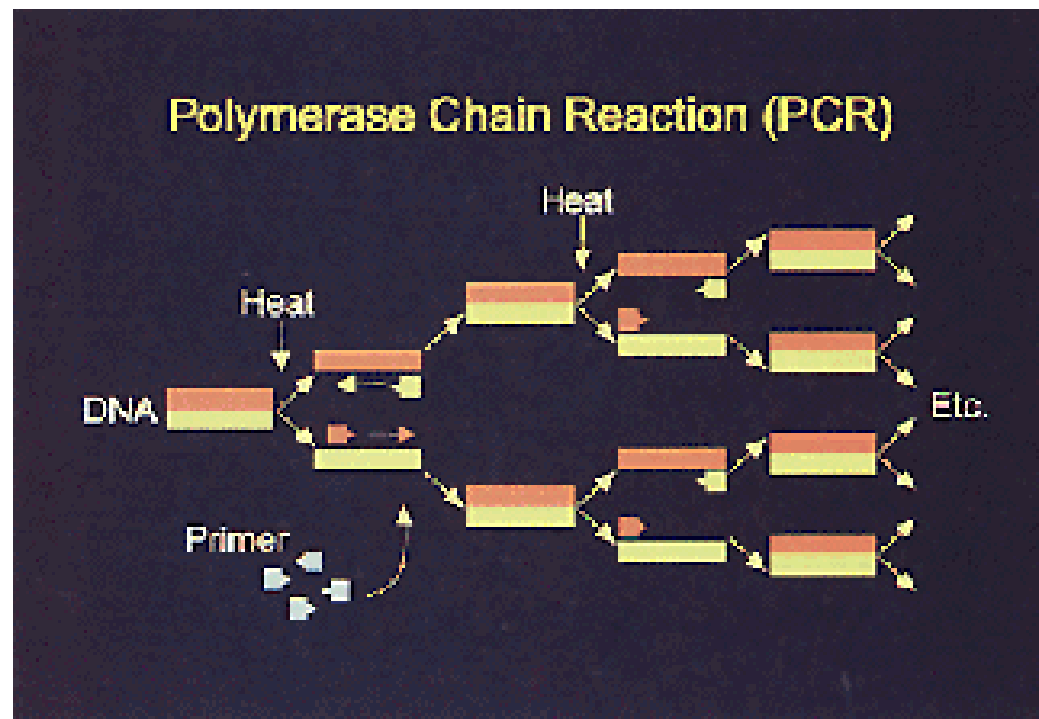 Polymerase Chain Reaction (PCR)
Heat
Heat
DNA
Etc.
Primer